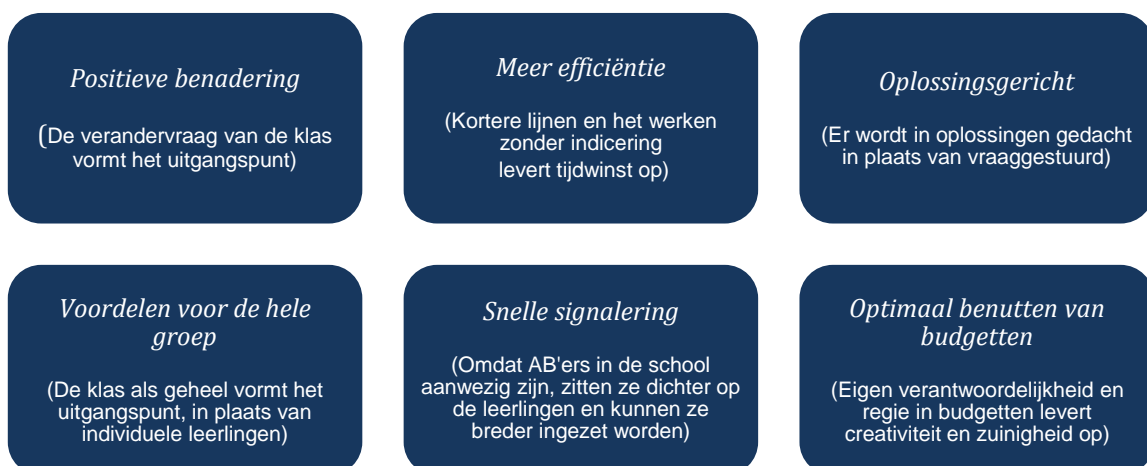 Positieve benadering
(De verandervraag van de klas
vormt het uitgangspunt)
Meer efficiëntie
(Kortere lijnen en het werken
zonder indicering
levert tijdwinst op)
Oplossingsgericht
(Er wordt in oplossingen gedacht
in plaats van vraaggestuurd)
Voordelen voor de hele
groep
(De klas als geheel vormt het
uitgangspunt, in plaats van
individuele leerlingen)
Snelle signalering
(Omdat AB'ers in de school
aanwezig zijn, zitten ze dichter op
de leerlingen en kunnen ze
breder ingezet worden)
Optimaal benutten van
budgetten
(Eigen verantwoordelijkheid en
regie in budgetten levert
creativiteit en zuinigheid op)